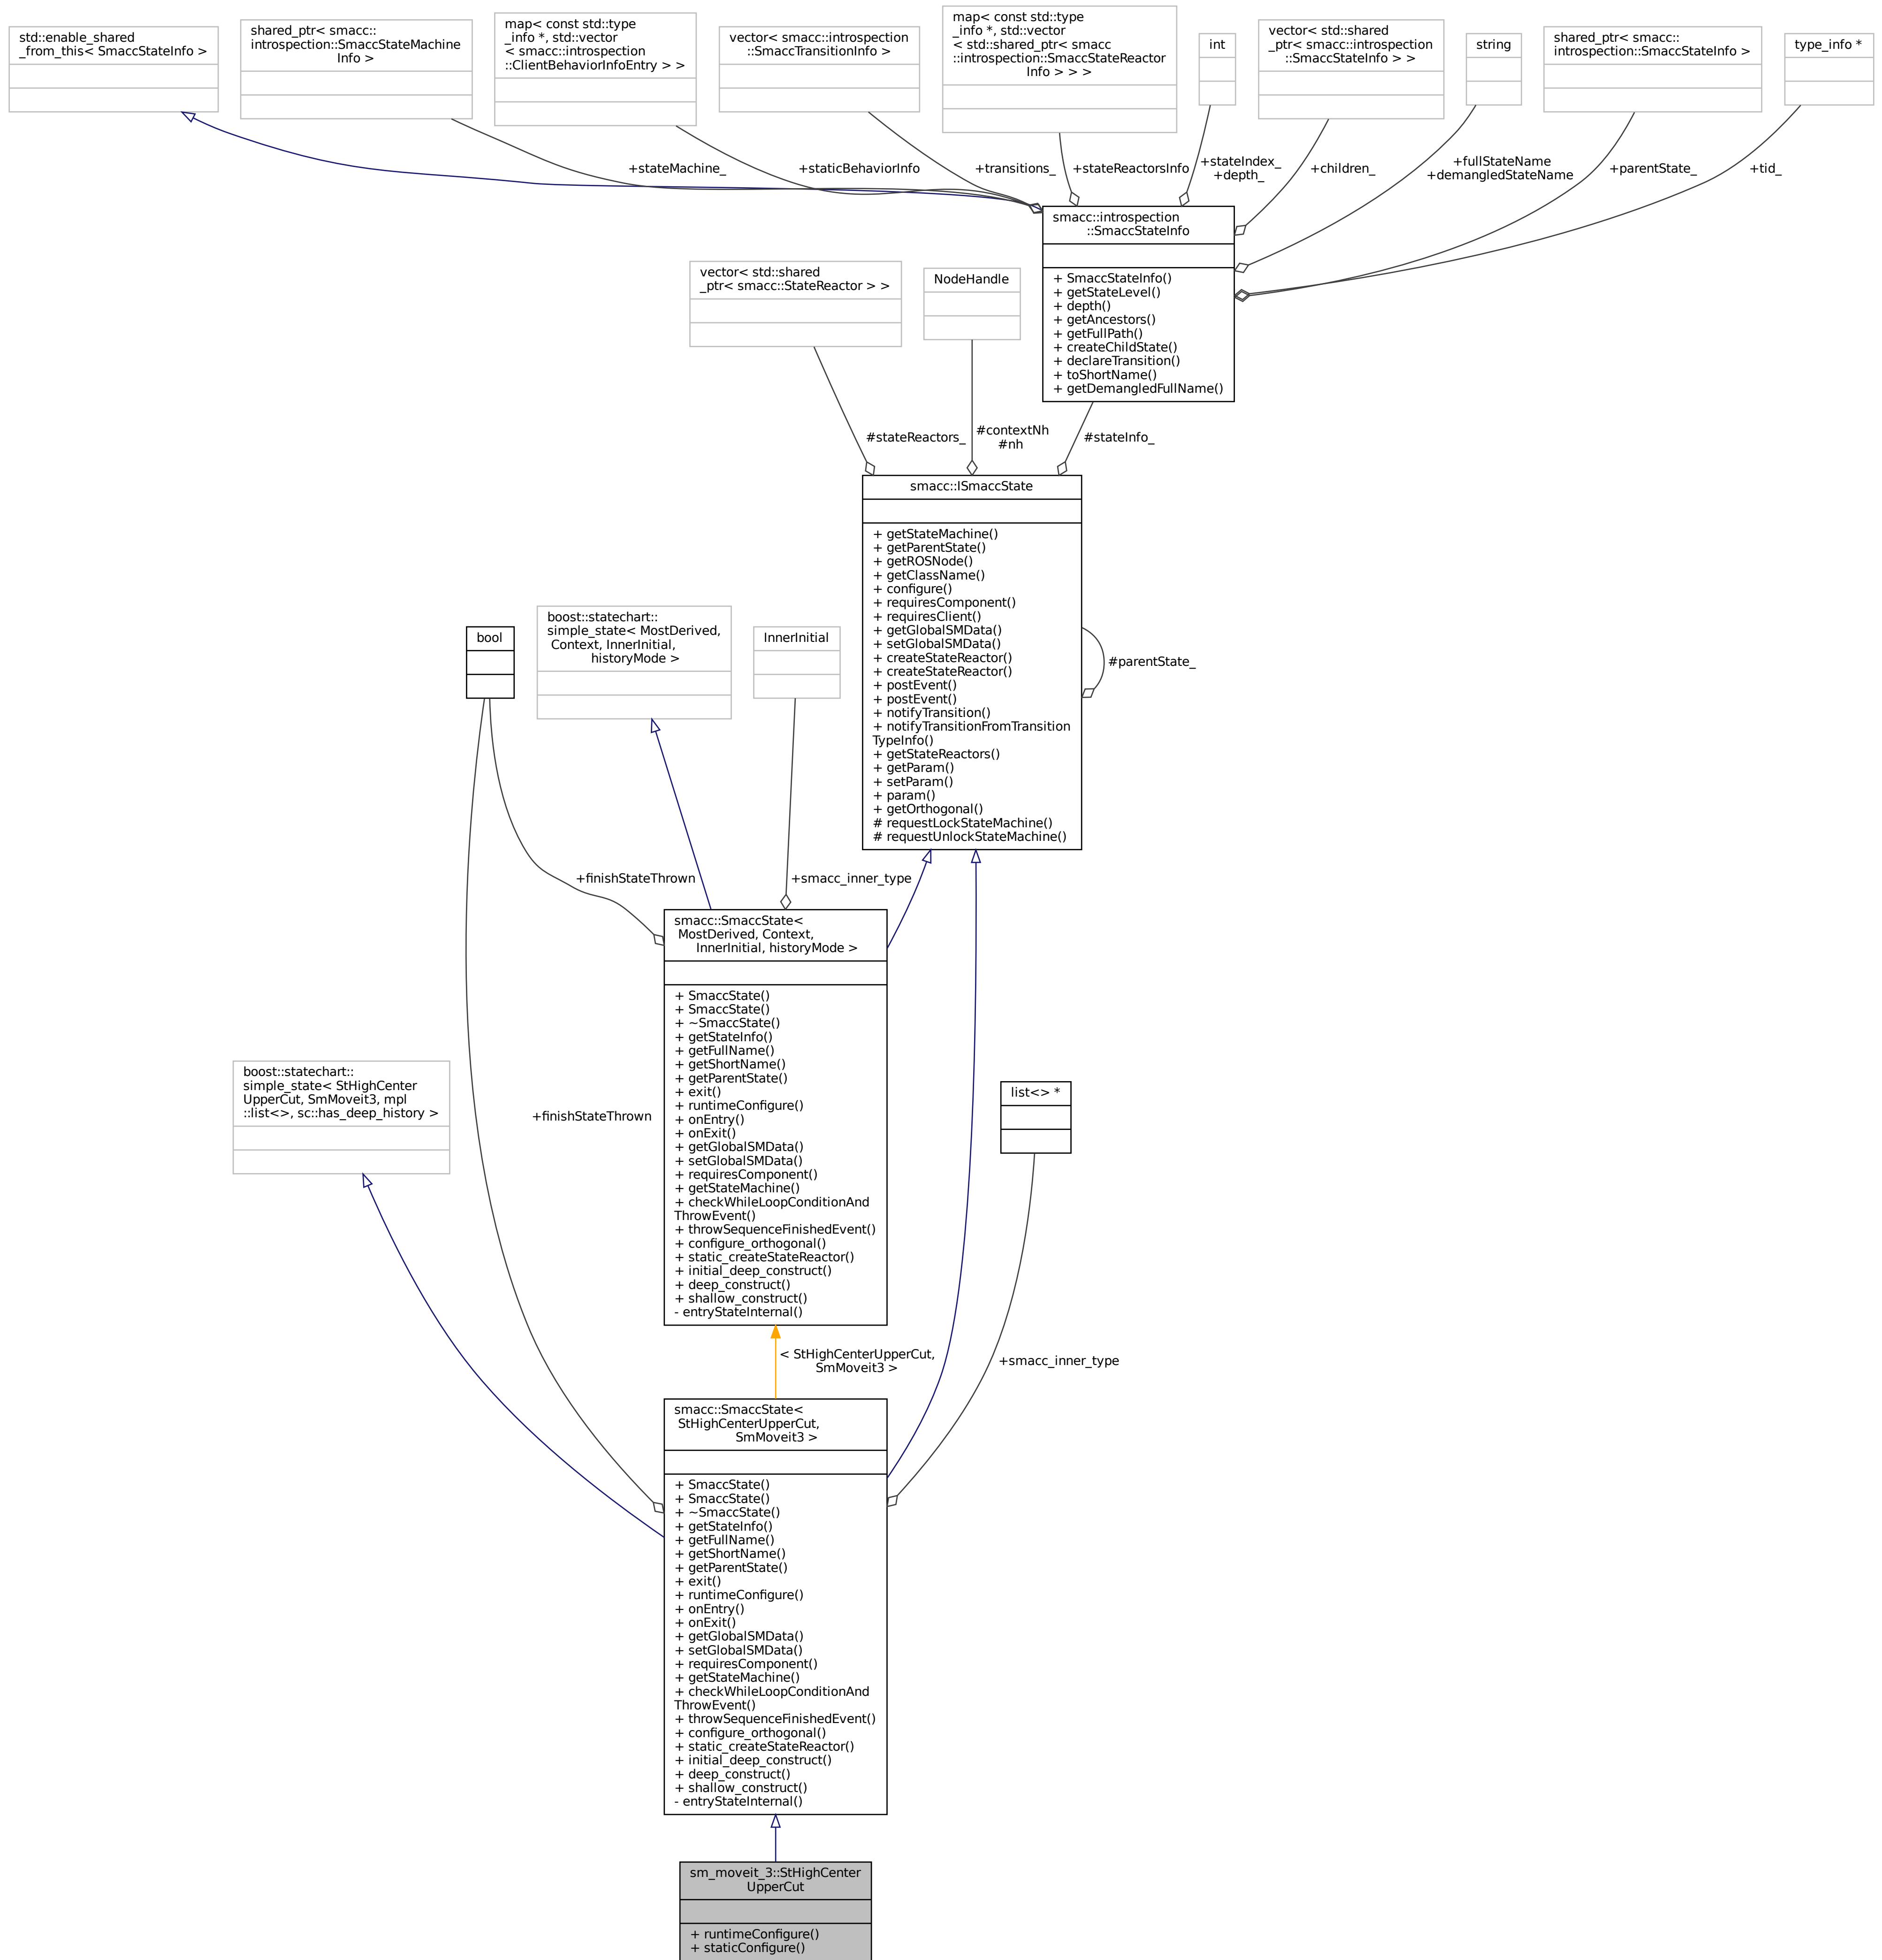 std::enable_shared
_from_this< SmaccStateInfo >
shared_ptr< smacc::
introspection::SmaccStateMachine
Info >
map< const std::type
_info *, std::vector
< smacc::introspection
::ClientBehaviorInfoEntry > >
vector< smacc::introspection
::SmaccTransitionInfo >
map< const std::type
_info *, std::vector
< std::shared_ptr< smacc
::introspection::SmaccStateReactor
Info > > >
int
vector< std::shared
_ptr< smacc::introspection
::SmaccStateInfo > >
string
shared_ptr< smacc::
introspection::SmaccStateInfo >
type_info *
+stateMachine_
+staticBehaviorInfo
+transitions_
+stateReactorsInfo
+stateIndex_
+depth_
+children_
+fullStateName
+demangledStateName
+parentState_
+tid_
smacc::introspection
::SmaccStateInfo
+ SmaccStateInfo()
+ getStateLevel()
+ depth()
+ getAncestors()
+ getFullPath()
+ createChildState()
+ declareTransition()
+ toShortName()
+ getDemangledFullName()
vector< std::shared
_ptr< smacc::StateReactor > >
NodeHandle
#stateReactors_
#contextNh
#nh
#stateInfo_
smacc::ISmaccState
+ getStateMachine()
+ getParentState()
+ getROSNode()
+ getClassName()
+ configure()
+ requiresComponent()
+ requiresClient()
+ getGlobalSMData()
+ setGlobalSMData()
+ createStateReactor()
+ createStateReactor()
+ postEvent()
+ postEvent()
+ notifyTransition()
+ notifyTransitionFromTransition
TypeInfo()
+ getStateReactors()
+ getParam()
+ setParam()
+ param()
+ getOrthogonal()
# requestLockStateMachine()
# requestUnlockStateMachine()
#parentState_
bool
boost::statechart::
simple_state< MostDerived,
Context, InnerInitial,
historyMode >
InnerInitial
+finishStateThrown
+smacc_inner_type
smacc::SmaccState<
MostDerived, Context,
InnerInitial, historyMode >
+ SmaccState()
+ SmaccState()
+ ~SmaccState()
+ getStateInfo()
+ getFullName()
+ getShortName()
+ getParentState()
+ exit()
+ runtimeConfigure()
+ onEntry()
+ onExit()
+ getGlobalSMData()
+ setGlobalSMData()
+ requiresComponent()
+ getStateMachine()
+ checkWhileLoopConditionAnd
ThrowEvent()
+ throwSequenceFinishedEvent()
+ configure_orthogonal()
+ static_createStateReactor()
+ initial_deep_construct()
+ deep_construct()
+ shallow_construct()
- entryStateInternal()
boost::statechart::
simple_state< StHighCenter
UpperCut, SmMoveit3, mpl
::list<>, sc::has_deep_history >
+finishStateThrown
list<> *
< StHighCenterUpperCut,
SmMoveit3 >
+smacc_inner_type
smacc::SmaccState<
StHighCenterUpperCut,
SmMoveit3 >
+ SmaccState()
+ SmaccState()
+ ~SmaccState()
+ getStateInfo()
+ getFullName()
+ getShortName()
+ getParentState()
+ exit()
+ runtimeConfigure()
+ onEntry()
+ onExit()
+ getGlobalSMData()
+ setGlobalSMData()
+ requiresComponent()
+ getStateMachine()
+ checkWhileLoopConditionAnd
ThrowEvent()
+ throwSequenceFinishedEvent()
+ configure_orthogonal()
+ static_createStateReactor()
+ initial_deep_construct()
+ deep_construct()
+ shallow_construct()
- entryStateInternal()
sm_moveit_3::StHighCenter
UpperCut
+ runtimeConfigure()
+ staticConfigure()